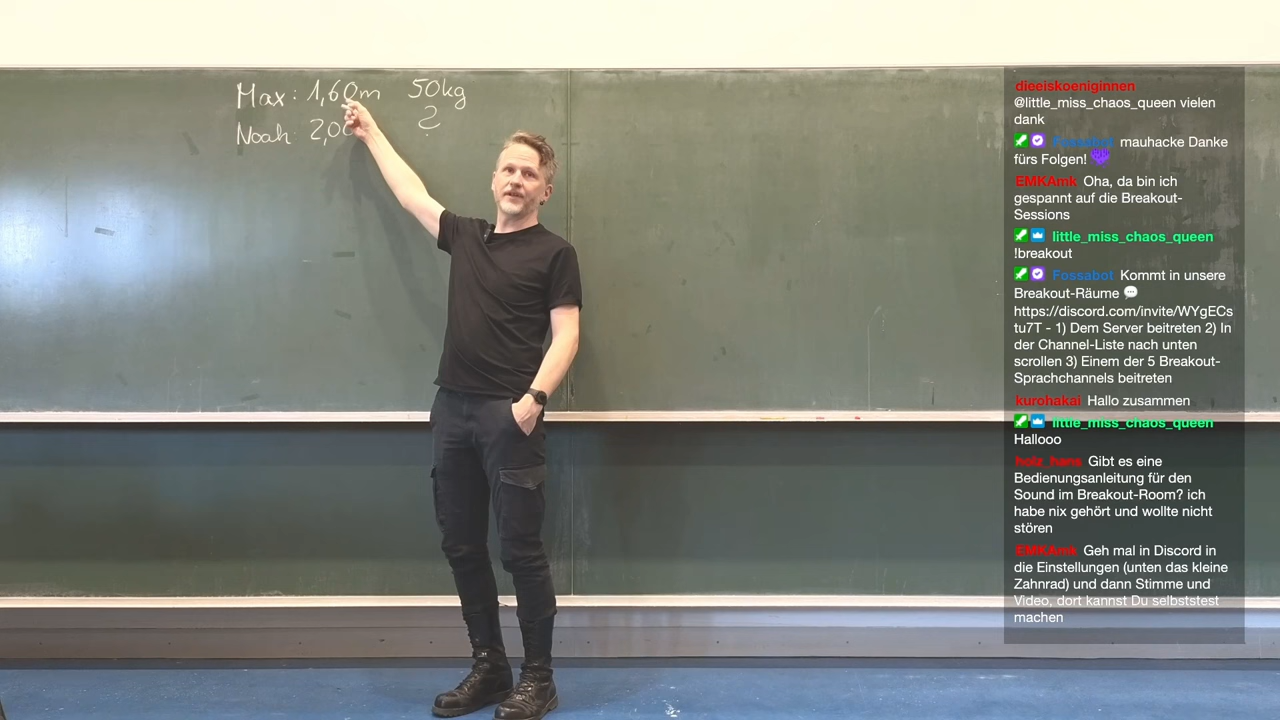 Max: 1,60m 50kg
Noah 2,00 ?
dieeiskoeniginnen
@little_miss_chaos_queen vielen
dank
Fossabot mauhacke Danke
fürs Folgen!
EMKAmk Oha, da bin ich
gespannt auf die Breakout-
Sessions
little_miss_chaos_queen
!breakout
Fossabot Kommt in unsere
Breakout-Räume
https://discord.com/invite/WYgECs
tu7T - 1) Dem Server beitreten 2) In
der Channel-Liste nach unten
scrollen 3) Einem der 5 Breakout-
Sprachchannels beitreten
kurohakai Hallo zusammen
little_miss_chaos_queen
Hallooo
holz_hans Gibt es eine
Bedienungsanleitung für den
Sound im Breakout-Room? ich
habe nix gehört und wollte nicht
stören
EMKAmk Geh mal in Discord in
die Einstellungen (unten das kleine
Zahnrad) und dann Stimme und
Video, dort kannst Du selbststest
machen